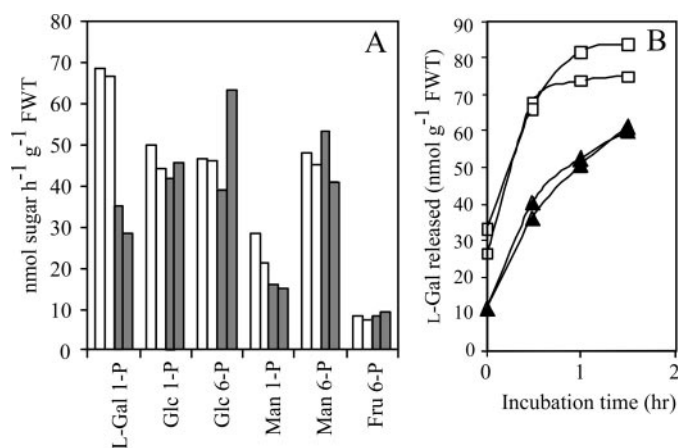 A
nmol sugar h⁻¹ g⁻¹ FWT
80
70
60
50
40
30
20
10
0
L-Gal 1-P
Glc 1-P
Glc 6-P
Man 1-P
Man 6-P
Fru 6-P
B
L-Gal released (nmol g⁻¹ FWT)
90
80
70
60
50
40
30
20
10
0
0
1
2
Incubation time (hr)